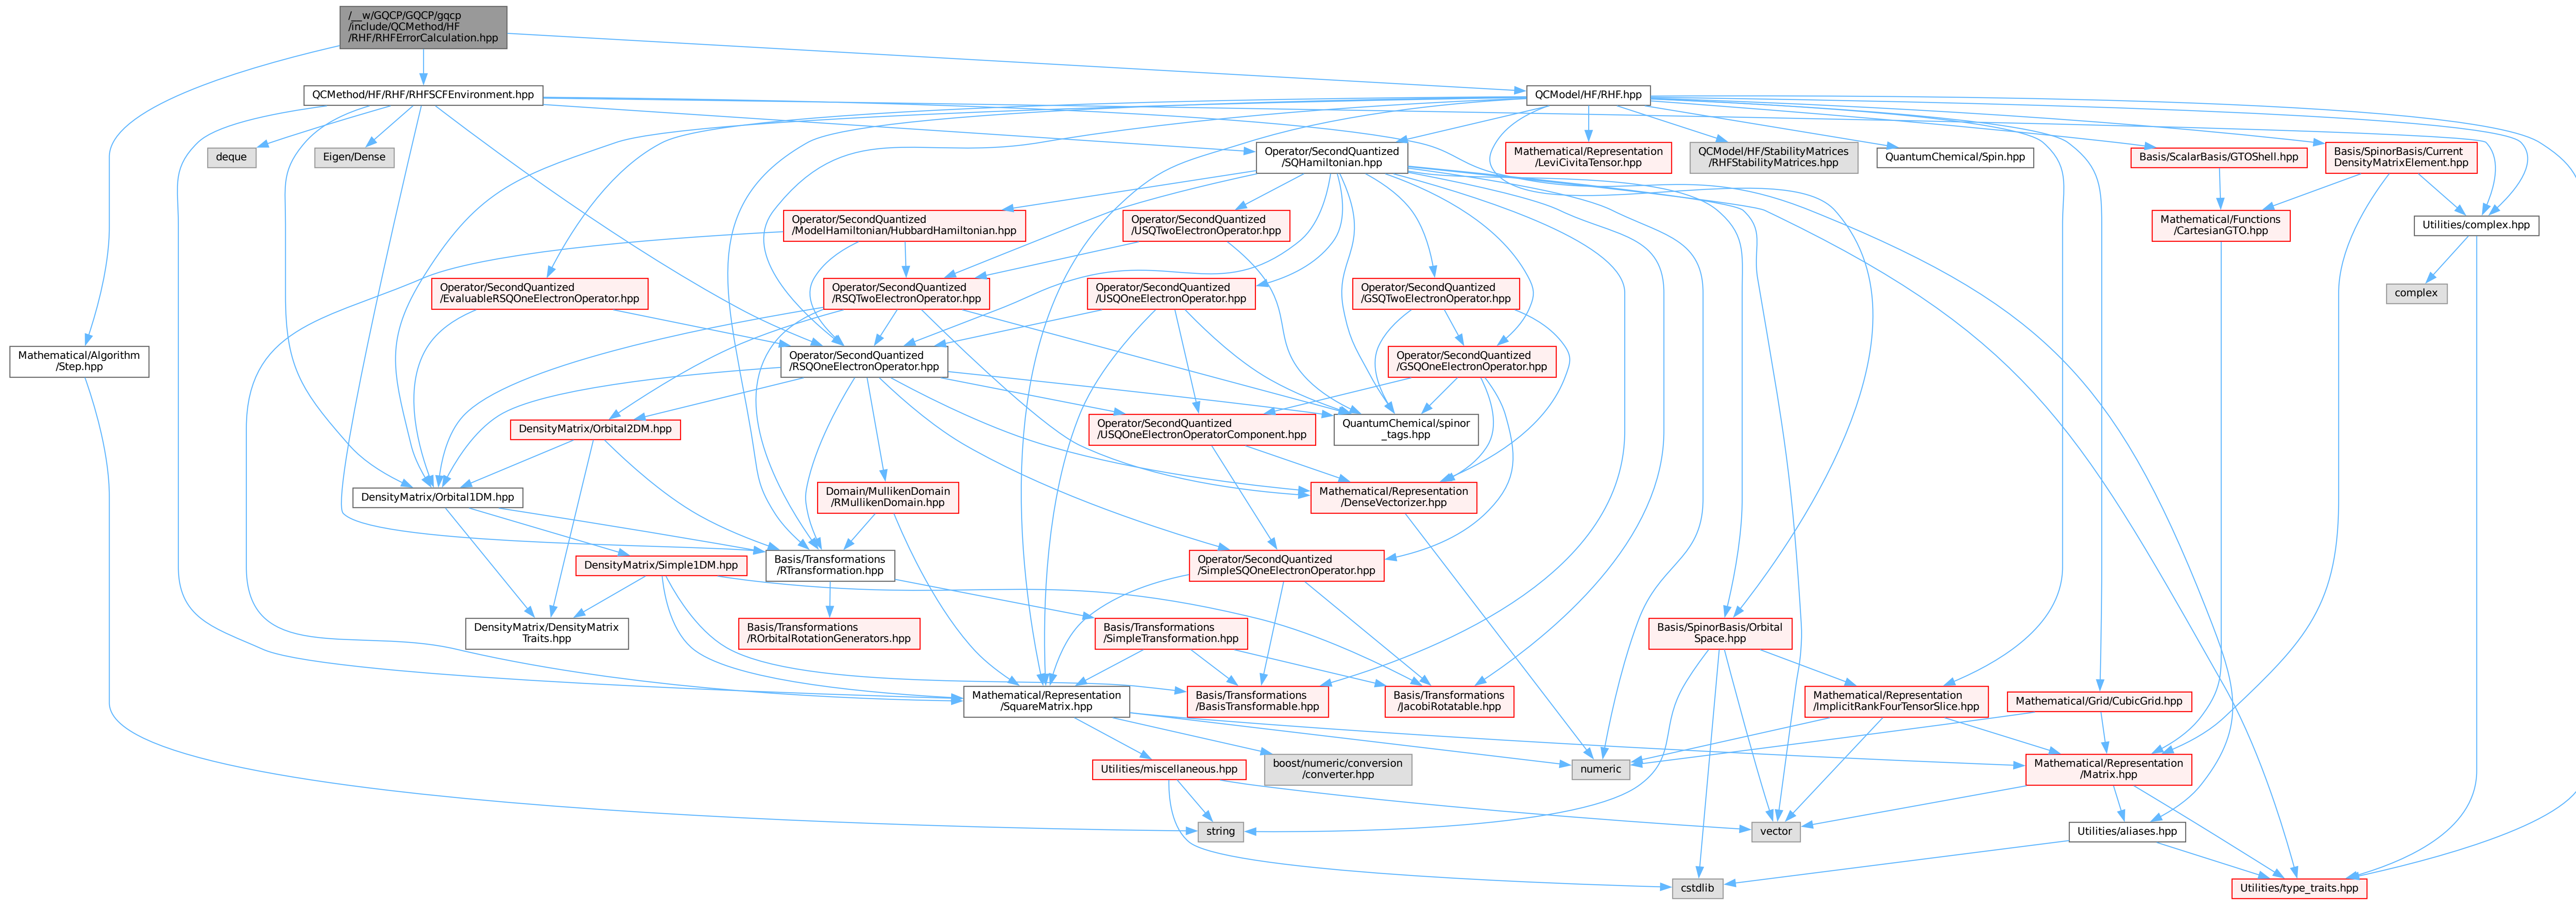 /__w/GQCP/GQCP/gqcp
/include/QCMethod/HF
/RHF/RHFErrorCalculation.hpp
QCMethod/HF/RHF/RHFSCFEnvironment.hpp
QCModel/HF/RHF.hpp
deque
Eigen/Dense
Operator/SecondQuantized
/SQHamiltonian.hpp
Mathematical/Representation
/LeviCivitaTensor.hpp
QCModel/HF/StabilityMatrices
/RHFStabilityMatrices.hpp
QuantumChemical/Spin.hpp
Basis/ScalarBasis/GTOShell.hpp
Basis/SpinorBasis/Current
DensityMatrixElement.hpp
Operator/SecondQuantized
/ModelHamiltonian/HubbardHamiltonian.hpp
Operator/SecondQuantized
/USQTwoElectronOperator.hpp
Mathematical/Functions
/CartesianGTO.hpp
Utilities/complex.hpp
Operator/SecondQuantized
/EvaluableRSQOneElectronOperator.hpp
Operator/SecondQuantized
/RSQTwoElectronOperator.hpp
Operator/SecondQuantized
/USQOneElectronOperator.hpp
Operator/SecondQuantized
/GSQTwoElectronOperator.hpp
complex
Mathematical/Algorithm
/Step.hpp
Operator/SecondQuantized
/RSQOneElectronOperator.hpp
Operator/SecondQuantized
/GSQOneElectronOperator.hpp
DensityMatrix/Orbital2DM.hpp
Operator/SecondQuantized
/USQOneElectronOperatorComponent.hpp
QuantumChemical/spinor
_tags.hpp
DensityMatrix/Orbital1DM.hpp
Domain/MullikenDomain
/RMullikenDomain.hpp
Mathematical/Representation
/DenseVectorizer.hpp
DensityMatrix/Simple1DM.hpp
Basis/Transformations
/RTransformation.hpp
Operator/SecondQuantized
/SimpleSQOneElectronOperator.hpp
DensityMatrix/DensityMatrix
Traits.hpp
Basis/Transformations
/ROrbitalRotationGenerators.hpp
Basis/Transformations
/SimpleTransformation.hpp
Basis/SpinorBasis/Orbital
Space.hpp
Mathematical/Representation
/SquareMatrix.hpp
Basis/Transformations
/BasisTransformable.hpp
Basis/Transformations
/JacobiRotatable.hpp
Mathematical/Representation
/ImplicitRankFourTensorSlice.hpp
Mathematical/Grid/CubicGrid.hpp
Utilities/miscellaneous.hpp
boost/numeric/conversion
/converter.hpp
numeric
Mathematical/Representation
/Matrix.hpp
string
vector
Utilities/aliases.hpp
cstdlib
Utilities/type_traits.hpp